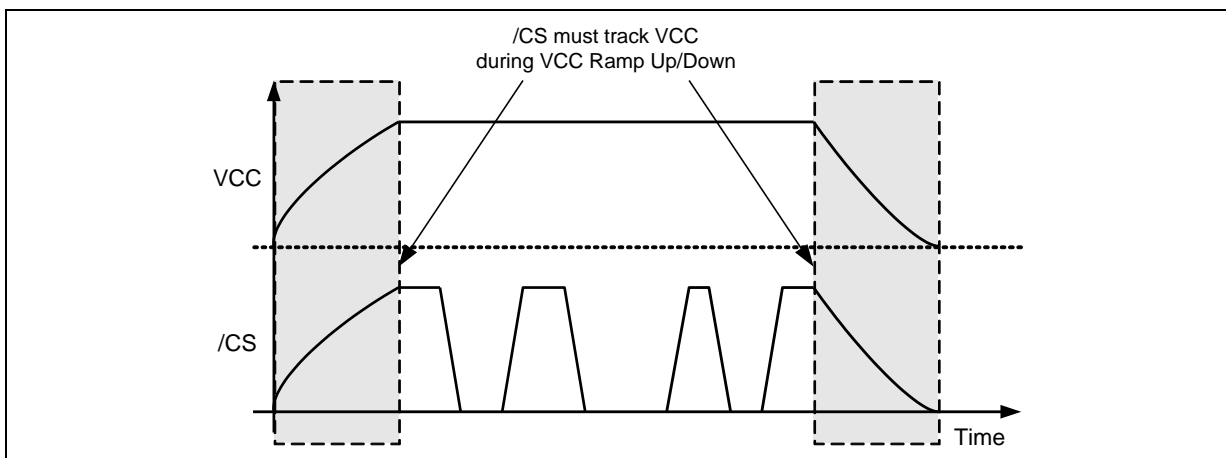 /CS must track VCC
during VCC Ramp Up/Down
VCC
/CS
Time